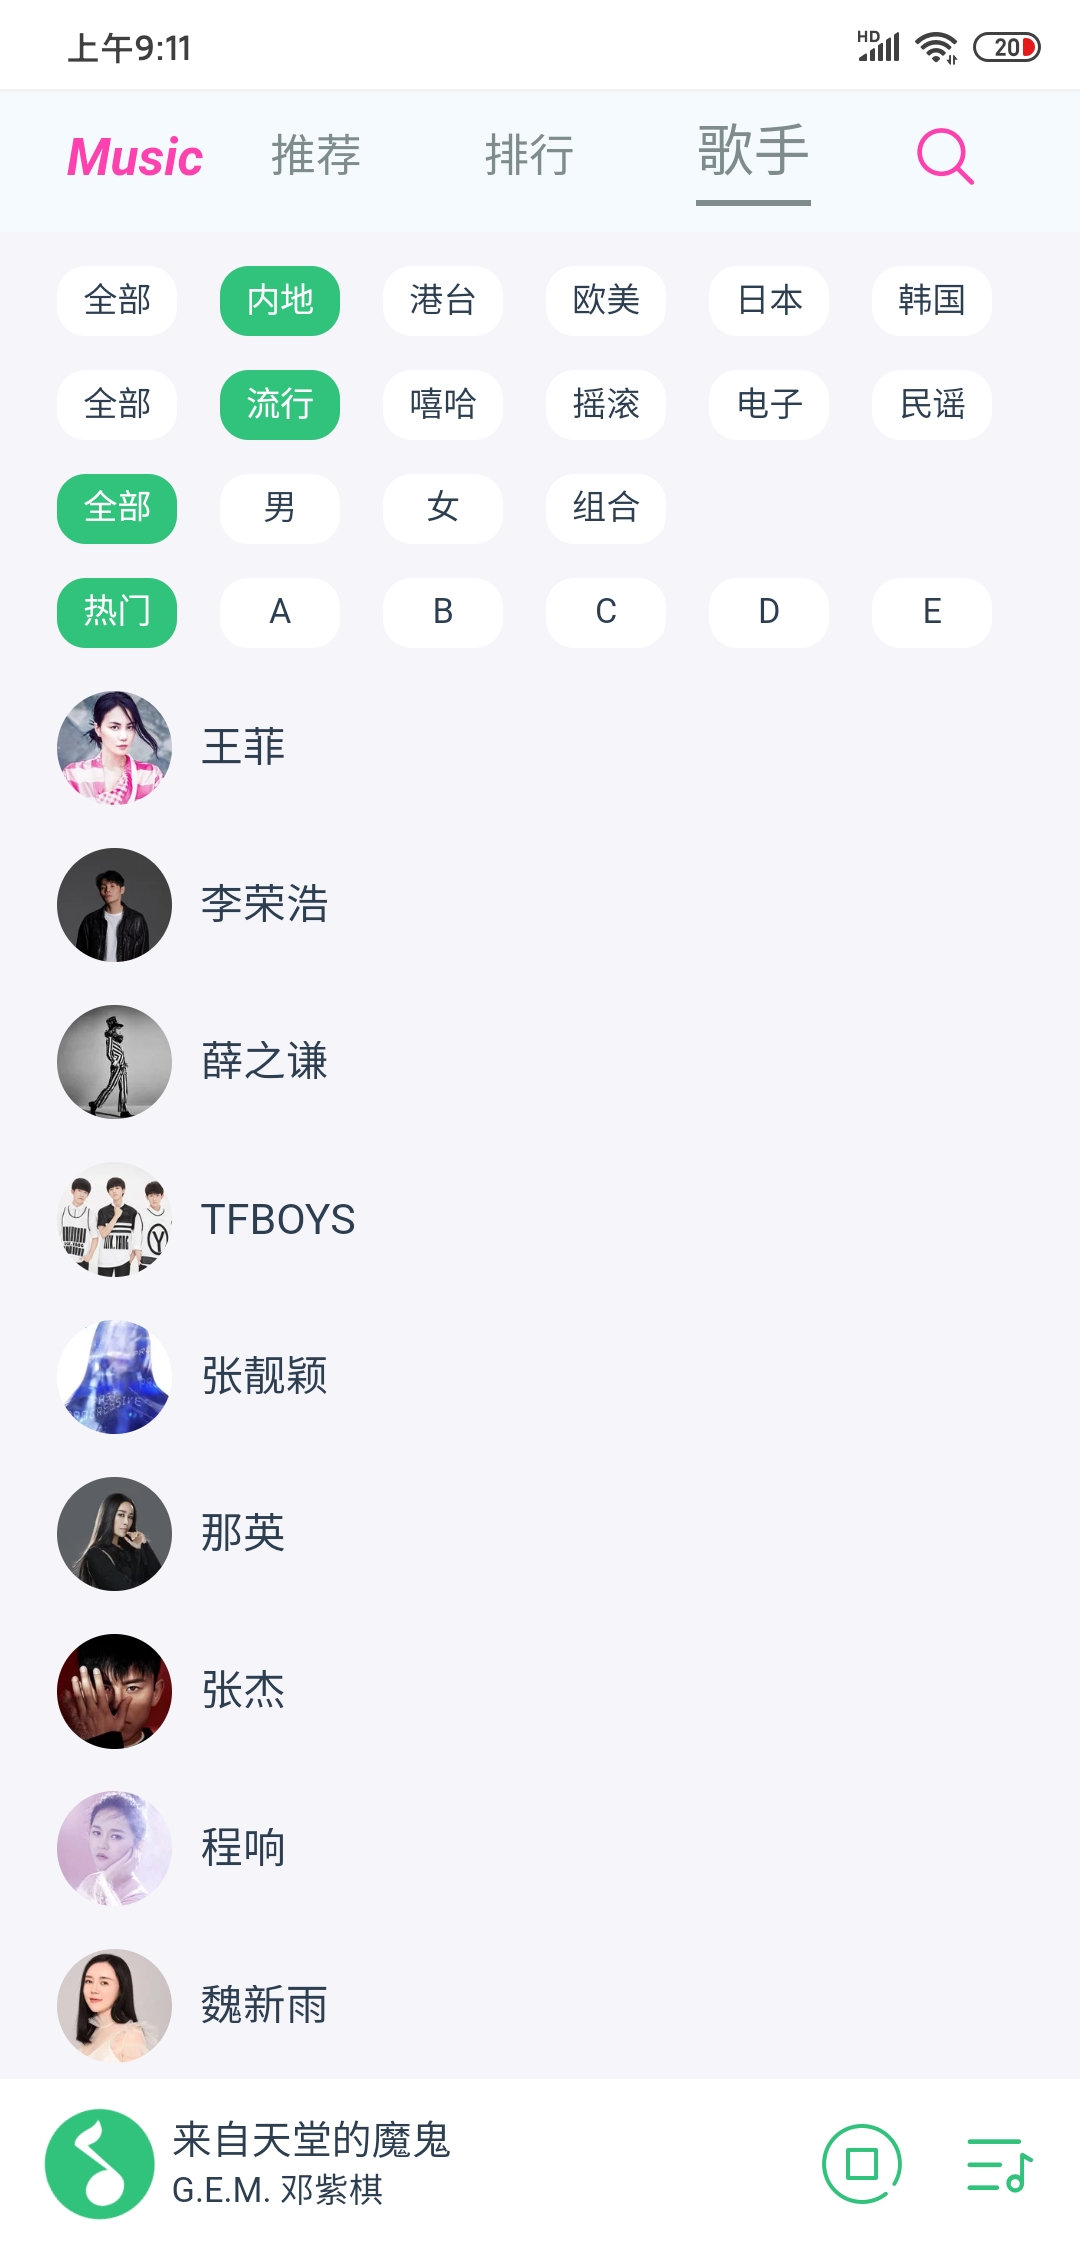 上午9:11 HD 20
Music 推荐 排行 歌手
全部 内地 港台 欧美 日本 韩国
全部 流行 嘻哈 摇滚 电子 民谣
全部 男 女 组合
热门 A B C D E
王菲
李荣浩
薛之谦
TFBOYS
张靓颖
那英
张杰
程响
魏新雨
来自天堂的魔鬼
G.E.M. 邓紫棋